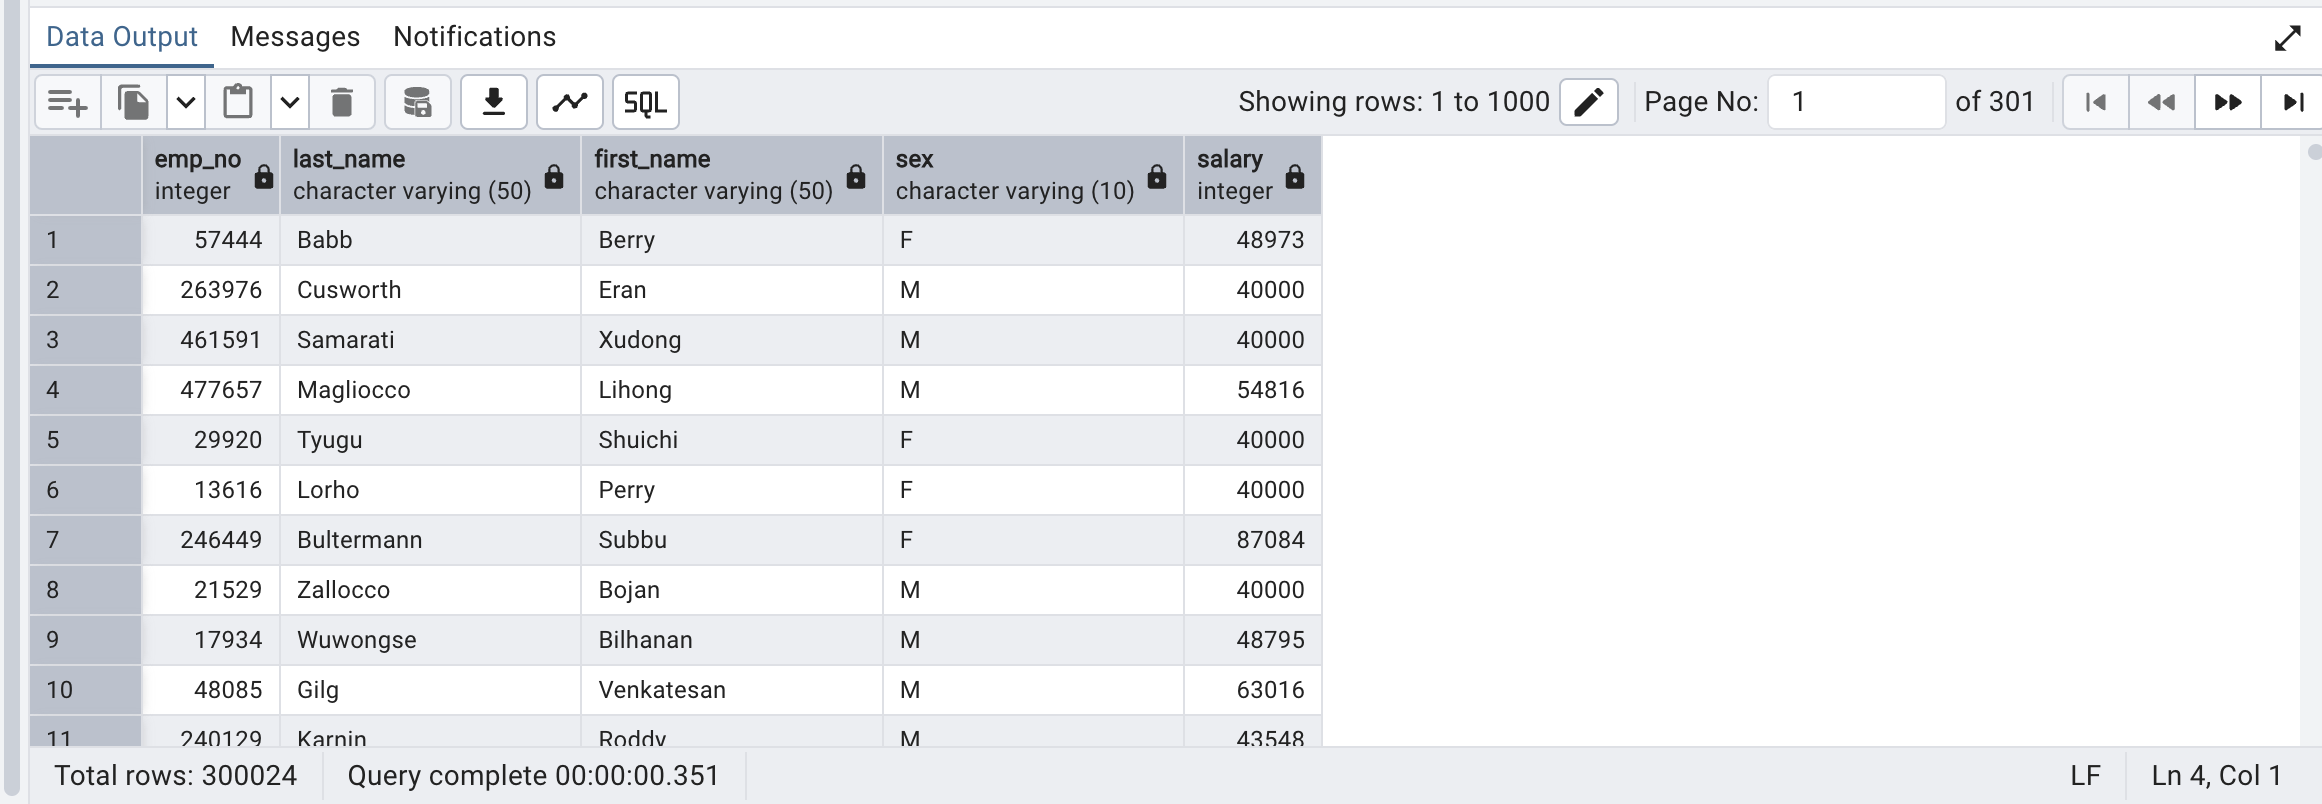 Data Output Messages Notifications
SQL Showing rows: 1 to 1000 Page No: 1 of 301
emp_no last_name first_name sex salary
integer character varying (50) character varying (50) character varying (10) integer
1 57444 Babb Berry F 48973
2 263976 Cusworth Eran M 40000
3 461591 Samarati Xudong M 40000
4 477657 Magliocco Lihong M 54816
5 29920 Tyugu Shuichi F 40000
6 13616 Lorho Perry F 40000
7 246449 Bultermann Subbu F 87084
8 21529 Zallocco Bojan M 40000
9 17934 Wuwongse Bilhanan M 48795
10 48085 Gilg Venkatesan M 63016
11 240129 Karnin Roddy M 43548
Total rows: 300024 Query complete 00:00:00.351 LF Ln 4, Col 1